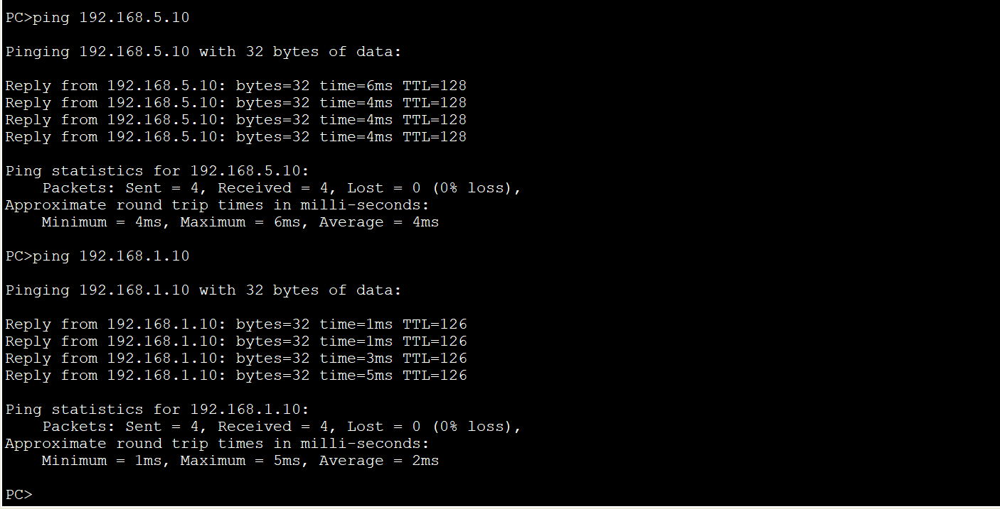 PC>ping 192.168.5.10
Pinging 192.168.5.10 with 32 bytes of data:
Reply from 192.168.5.10: bytes=32 time=6ms TTL=128
Reply from 192.168.5.10: bytes=32 time=4ms TTL=128
Reply from 192.168.5.10: bytes=32 time=4ms TTL=128
Reply from 192.168.5.10: bytes=32 time=4ms TTL=128
Ping statistics for 192.168.5.10:
    Packets: Sent = 4, Received = 4, Lost = 0 (0% loss),
Approximate round trip times in milli-seconds:
    Minimum = 4ms, Maximum = 6ms, Average = 4ms
PC>ping 192.168.1.10
Pinging 192.168.1.10 with 32 bytes of data:
Reply from 192.168.1.10: bytes=32 time=1ms TTL=126
Reply from 192.168.1.10: bytes=32 time=1ms TTL=126
Reply from 192.168.1.10: bytes=32 time=3ms TTL=126
Reply from 192.168.1.10: bytes=32 time=5ms TTL=126
Ping statistics for 192.168.1.10:
    Packets: Sent = 4, Received = 4, Lost = 0 (0% loss),
Approximate round trip times in milli-seconds:
    Minimum = 1ms, Maximum = 5ms, Average = 2ms
PC>